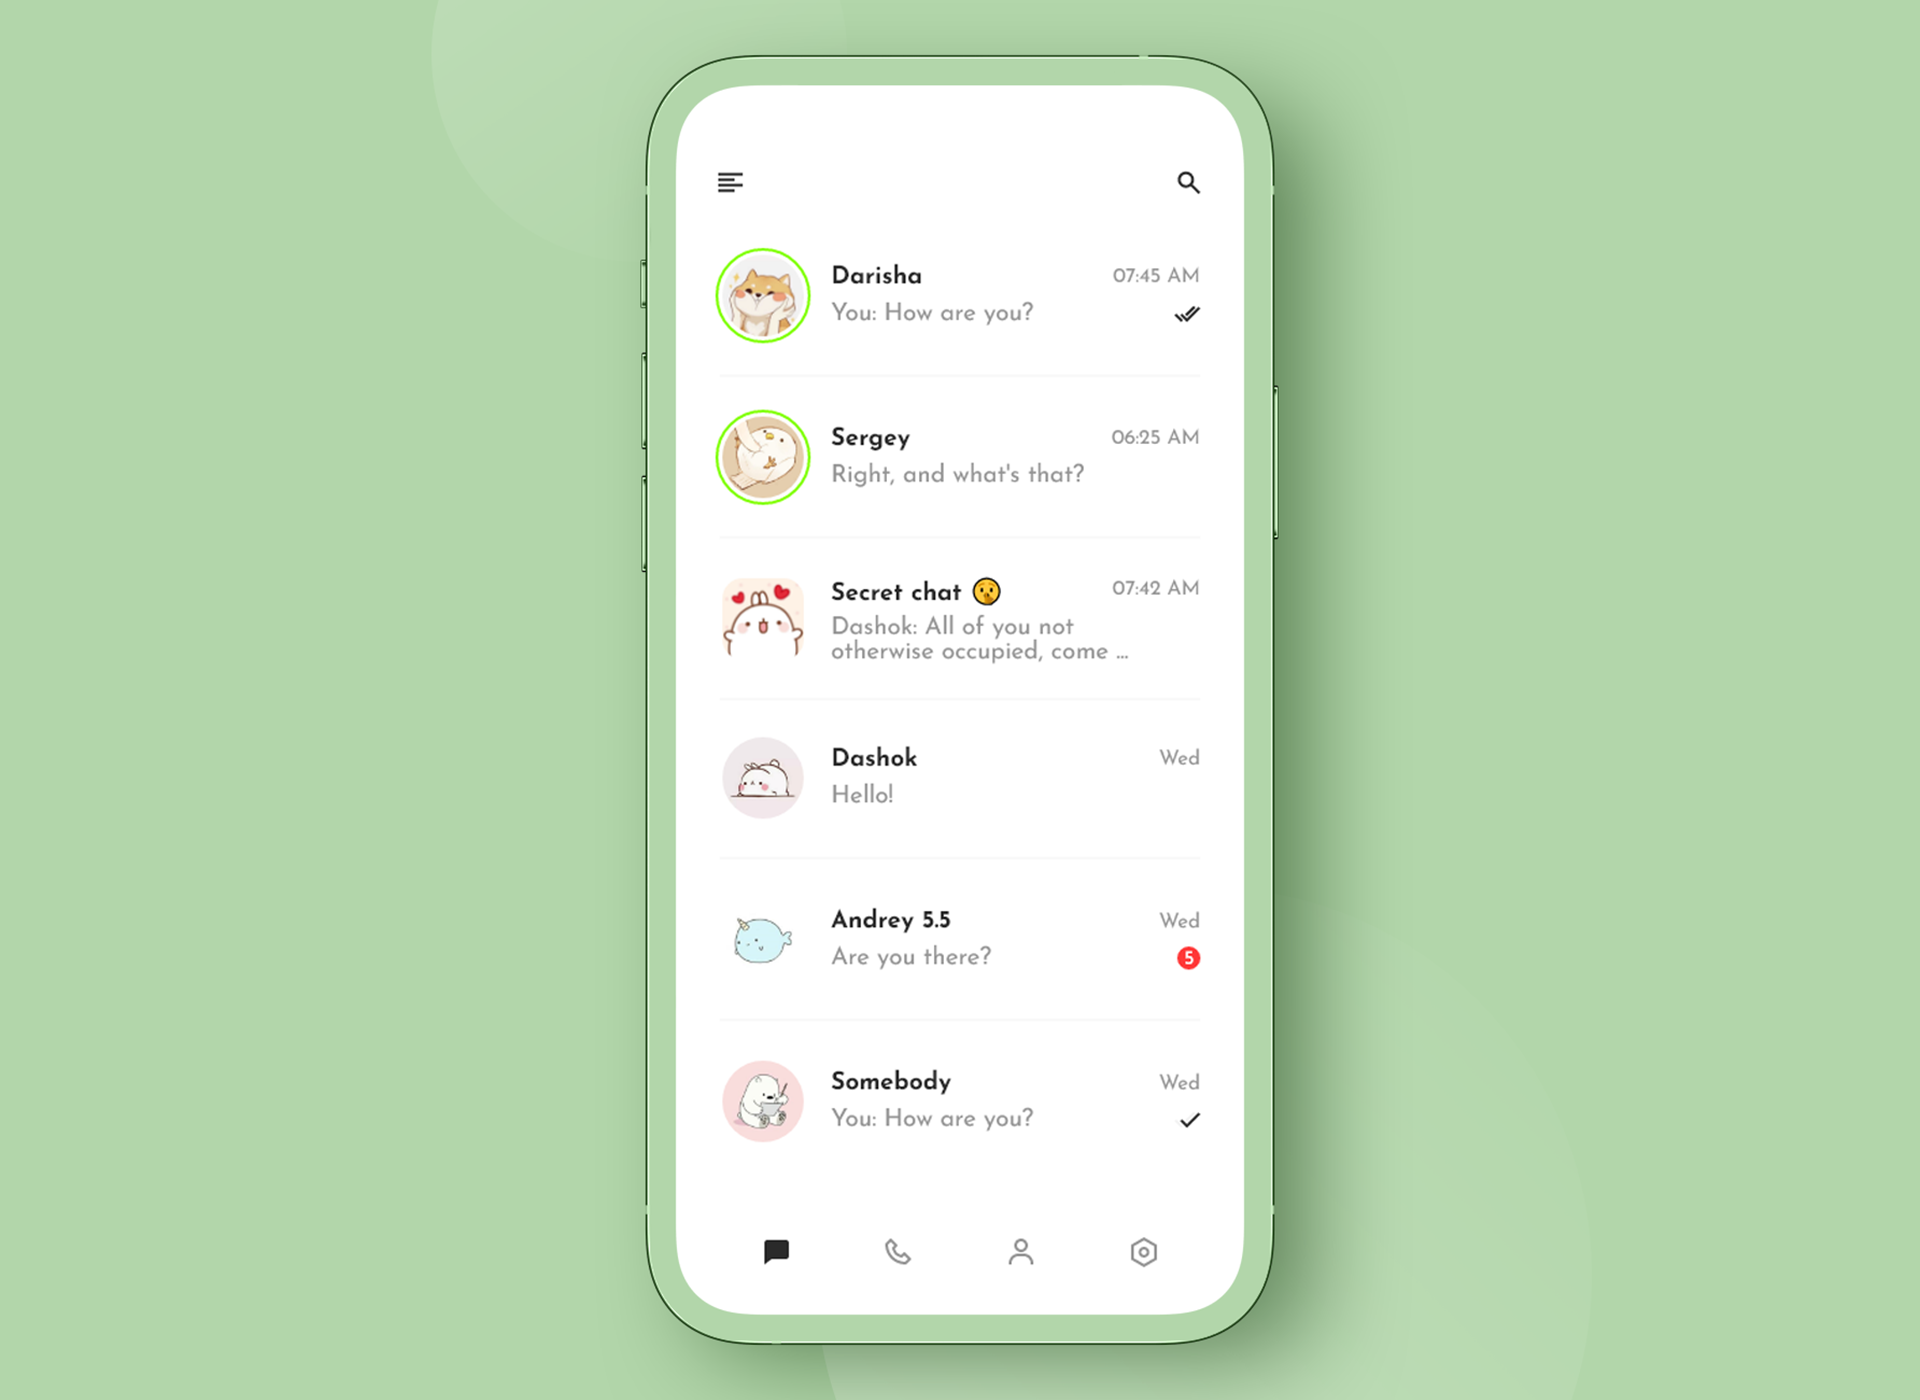 Darisha 07:45 AM
You: How are you?
Sergey 06:25 AM
Right, and what's that?
Secret chat 🤫 07:42 AM
Dashok: All of you not
otherwise occupied, come ...
Dashok Wed
Hello!
Andrey 5.5 Wed
Are you there? 5
Somebody Wed
You: How are you?